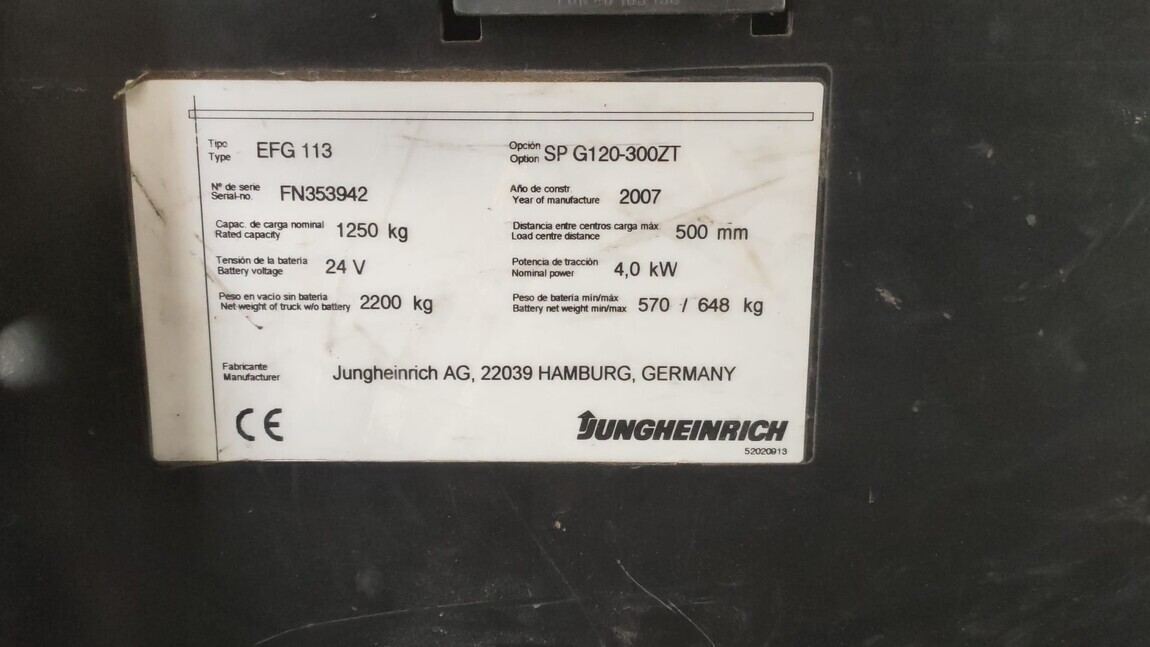 Tipo
Type EFG 113
Opción
Option SP G120-300ZT
Nº de serie
Serial-no. FN353942
Año de constr.
Year of manufacture 2007
Capac. de carga nominal
Rated capacity 1250 kg
Distancia entre centros carga máx.
Load centre distance 500 mm
Tensión de la bateria
Battery voltage 24 V
Potencia de tracción
Nominal power 4,0 kW
Peso en vacio sin bateria
Net weight of truck w/o battery 2200 kg
Peso de bateria min/máx
Battery net weight min/max 570 / 648 kg
Fabricante
Manufacturer Jungheinrich AG, 22039 HAMBURG, GERMANY
CE
JUNGHEINRICH
52020913